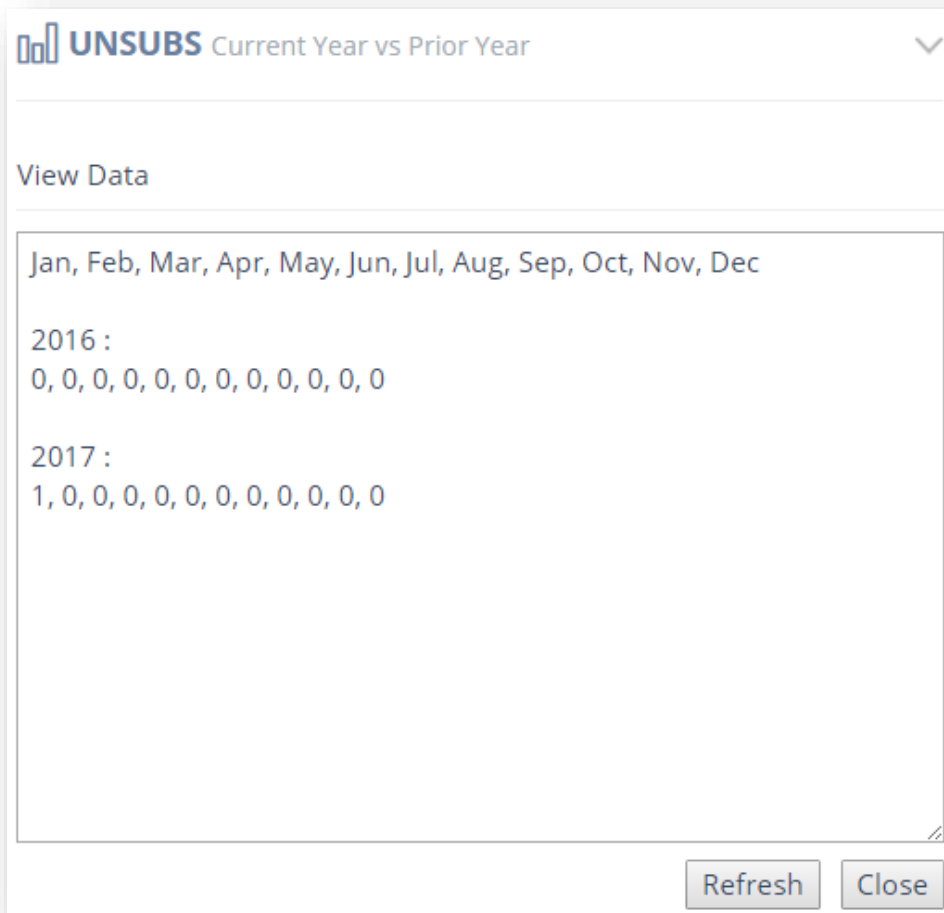 UNSUBS Current Year vs Prior Year
View Data
Jan, Feb, Mar, Apr, May, Jun, Jul, Aug, Sep, Oct, Nov, Dec
2016 :
0, 0, 0, 0, 0, 0, 0, 0, 0, 0, 0, 0
2017 :
1, 0, 0, 0, 0, 0, 0, 0, 0, 0, 0, 0
Refresh Close